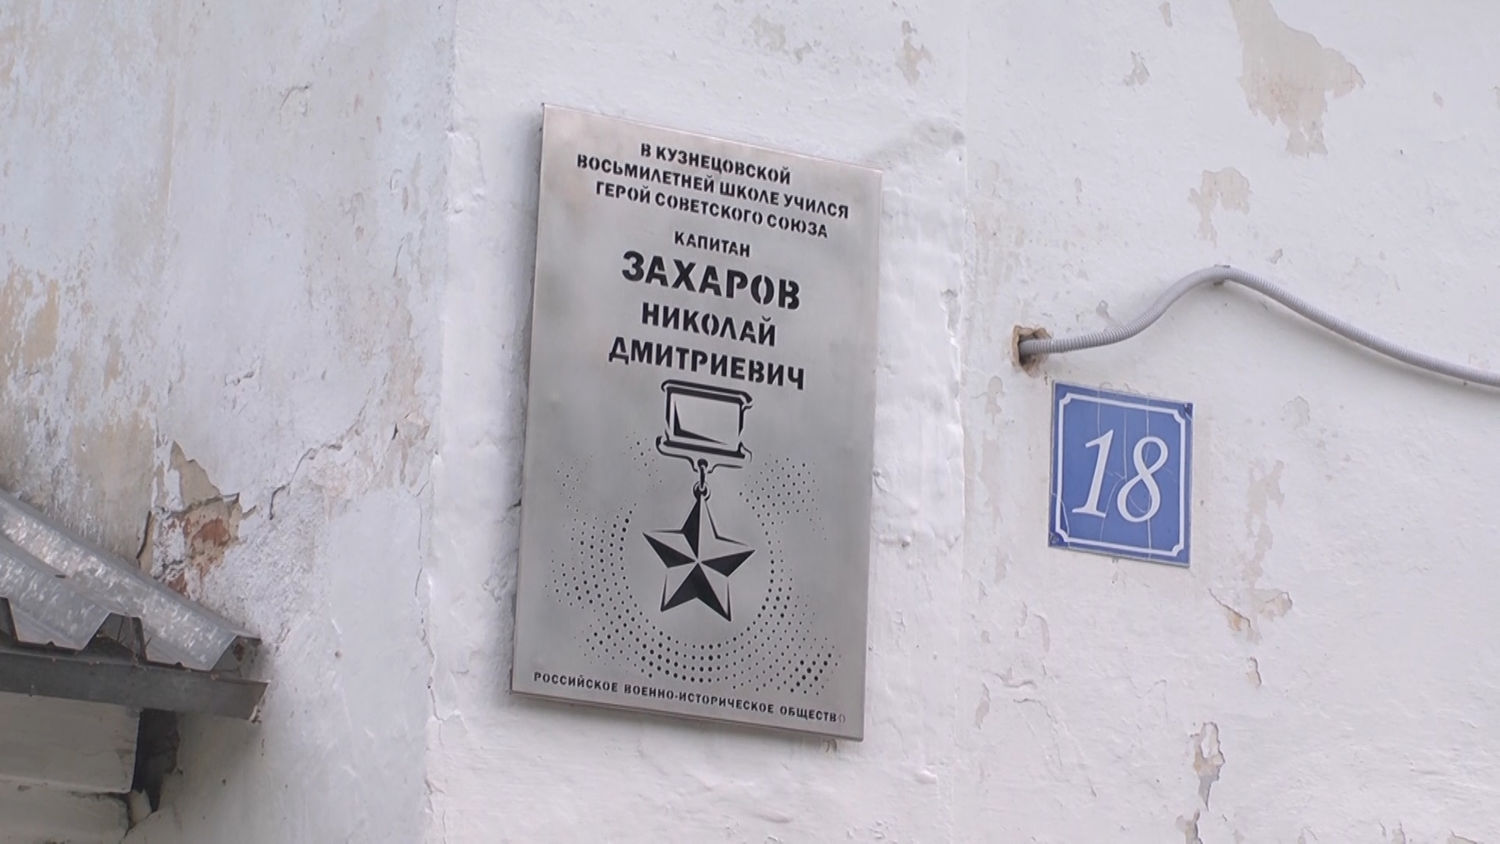 В КУЗНЕЦОВСКОЙ
ВОСЬМИЛЕТНЕЙ ШКОЛЕ УЧИЛСЯ
ГЕРОЙ СОВЕТСКОГО СОЮЗА
КАПИТАН
ЗАХАРОВ
НИКОЛАЙ
ДМИТРИЕВИЧ
РОССИЙСКОЕ ВОЕННО-ИСТОРИЧЕСКОЕ ОБЩЕСТВО
18